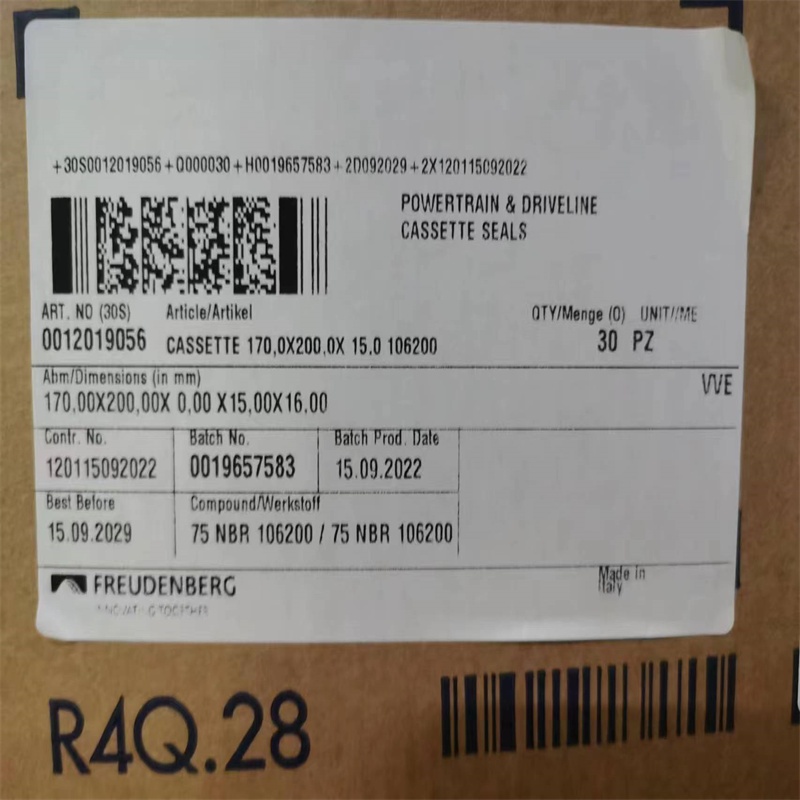 +30S0012019056+Q000030+H0019657583+2D092029+2X120115092022
POWERTRAIN & DRIVELINE
CASSETTE SEALS
ART. NO (30S) Article/Artikel QTY/Menge (Q) UNIT//ME
0012019056 CASSETTE 170,0X200,0X 15.0 106200 30 PZ
Abm/Dimensions (in mm) VVE
170,00X200,00X 0,00 X15,00X16,00
Contr. No. Batch No. Batch Prod. Date
120115092022 0019657583 15.09.2022
Best Before Compound/Werkstoff
15.09.2029 75 NBR 106200 / 75 NBR 106200
FREUDENBERG
INNOVATING TOGETHER
Made in
Italy
R4Q.28